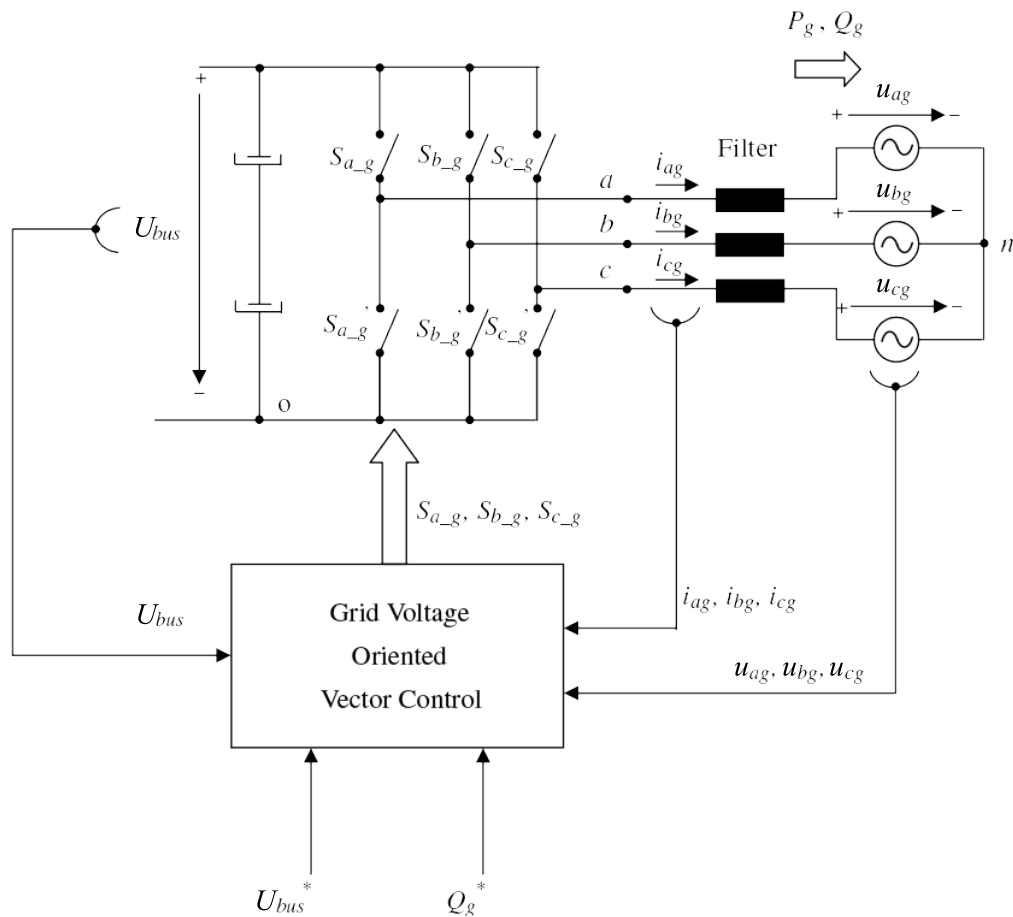 P_g , Q_g
u_ag
+ −
+
S_a_g S_b_g S_c_g
Filter
a i_ag
u_bg
+ −
U_bus
b i_bg
n
c i_cg
u_cg
+ −
S_a_g' S_b_g' S_c_g'
−
o
S_a_g, S_b_g, S_c_g
U_bus
i_ag, i_bg, i_cg
Grid Voltage
Oriented
Vector Control
u_ag, u_bg, u_cg
U_bus* Q_g*